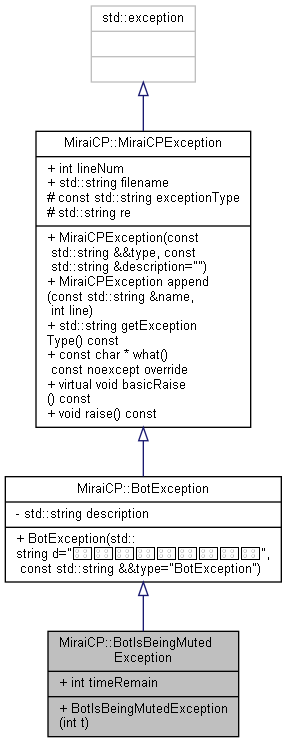 std::exception
MiraiCP::MiraiCPException
+ int lineNum
+ std::string filename
# const std::string exceptionType
# std::string re
+ MiraiCPException(const
std::string &&type, const
std::string &description="")
+ MiraiCPException append
(const std::string &name,
int line)
+ std::string getException
Type() const
+ const char * what()
const noexcept override
+ virtual void basicRaise
() const
+ void raise() const
MiraiCP::BotException
- std::string description
+ BotException(std::
string d="",
const std::string &&type="BotException")
MiraiCP::BotIsBeingMuted
Exception
+ int timeRemain
+ BotIsBeingMutedException
(int t)